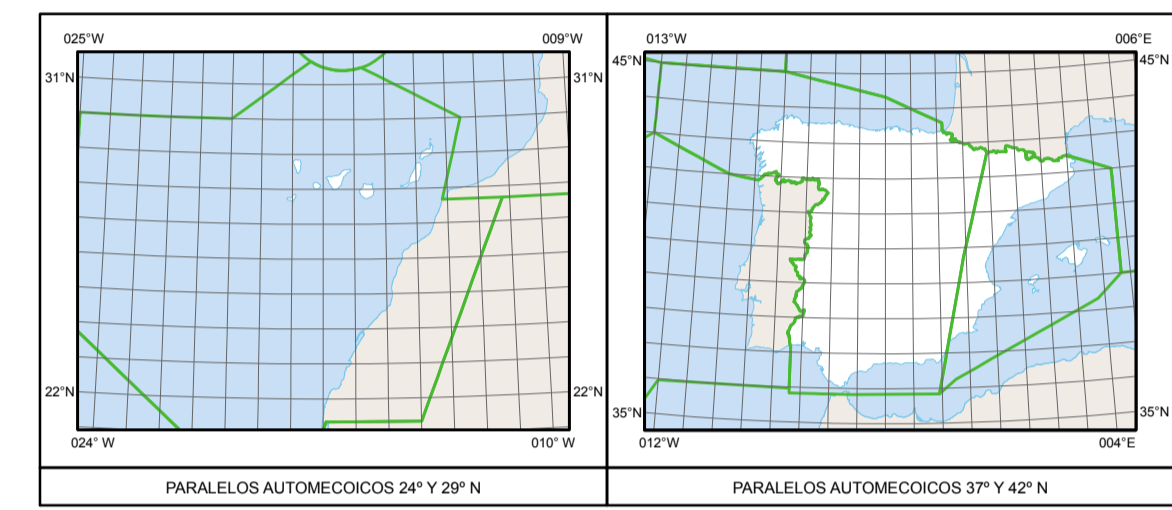 025°W
009°W
31°N
31°N
22°N
22°N
024° W
010° W
PARALELOS AUTOMECOICOS 24º Y 29º N
013°W
006°E
45°N
45°N
35°N
35°N
012°W
004°E
PARALELOS AUTOMECOICOS 37º Y 42º N